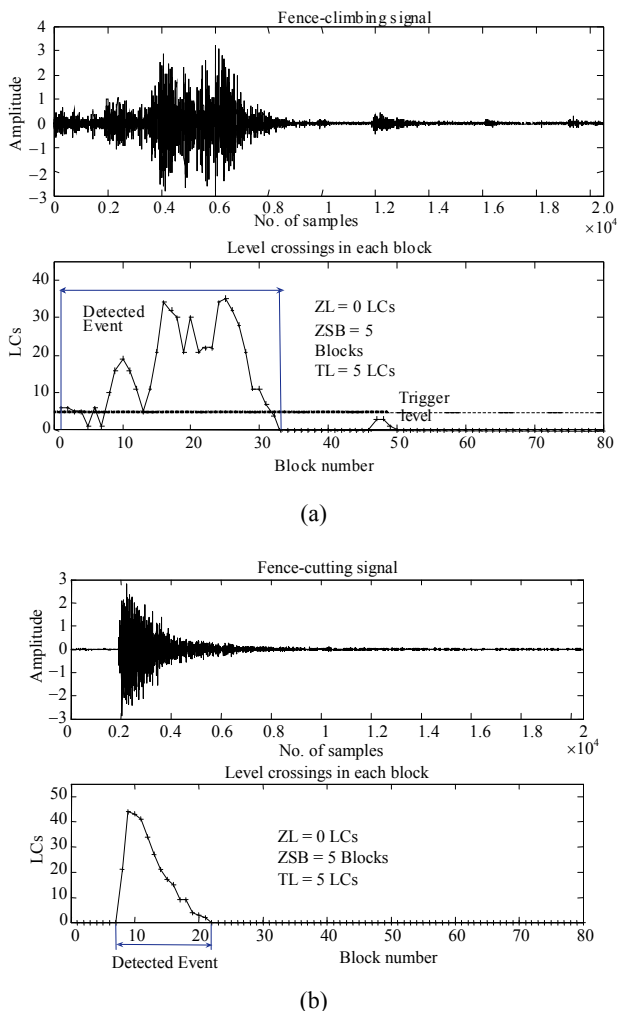 Fence-climbing signal
4
3
2
1
0
−1
−2
−3
Amplitude
0 0.2 0.4 0.6 0.8 1 1.2 1.4 1.6 1.8 2.0
No. of samples
×10⁴
Level crossings in each block
40
30
20
10
0
LCs
Detected
Event
ZL = 0 LCs
ZSB = 5
Blocks
TL = 5 LCs
Trigger
level
0 10 20 30 40 50 60 70 80
Block number
(a)
Fence-cutting signal
3
2
1
0
−1
−2
−3
Amplitude
0 0.2 0.4 0.6 0.8 1 1.2 1.4 1.6 1.8 2
No. of samples
×10⁴
Level crossings in each block
50
40
30
20
10
0
LCs
ZL = 0 LCs
ZSB = 5 Blocks
TL = 5 LCs
0 10 20 30 40 50 60 70 80
Detected Event
Block number
(b)